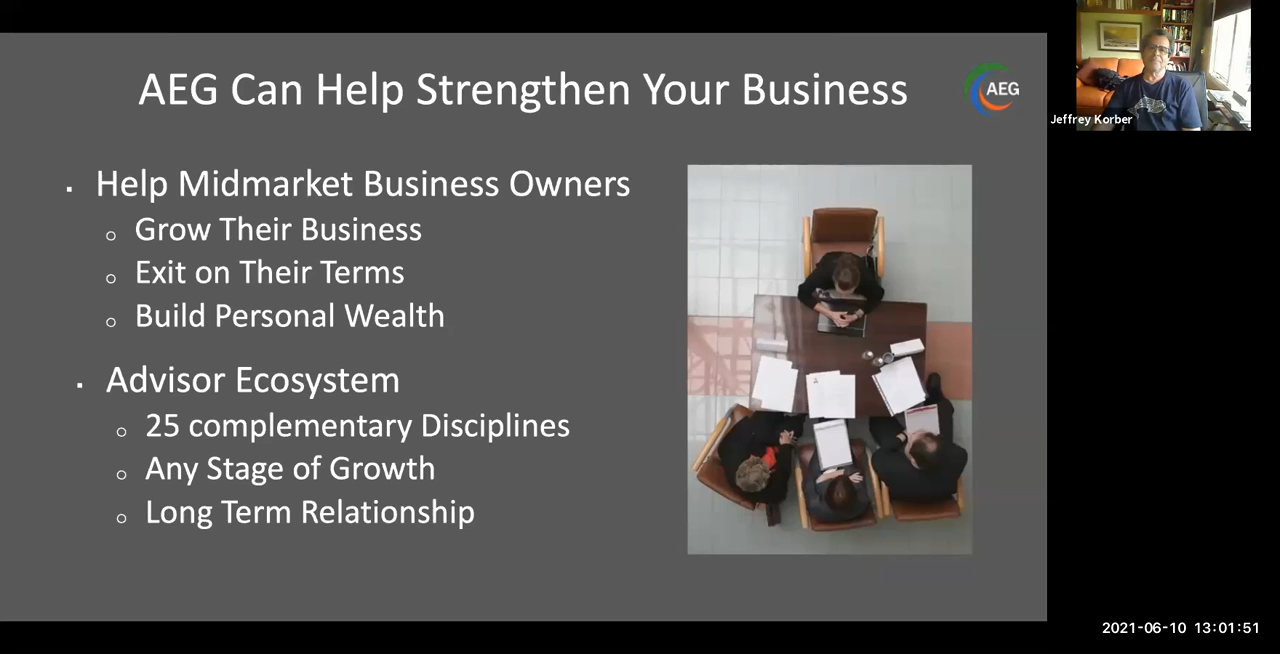 AEG Can Help Strengthen Your Business
AEG
Jeffrey Korber
▪ Help Midmarket Business Owners
o Grow Their Business
o Exit on Their Terms
o Build Personal Wealth
▪ Advisor Ecosystem
o 25 complementary Disciplines
o Any Stage of Growth
o Long Term Relationship
2021-06-10 13:01:51